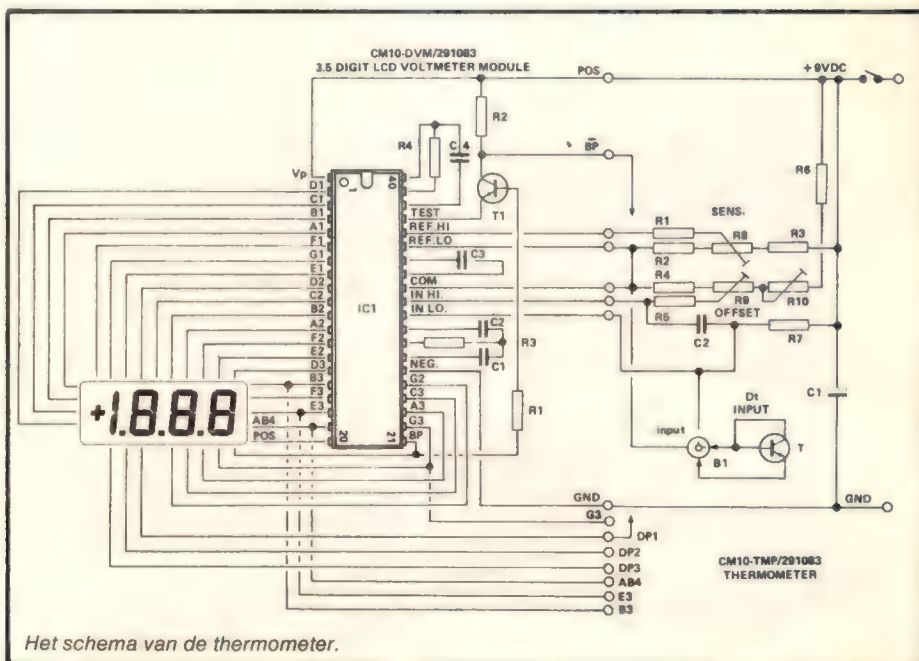 CM10-DVM/291083
3.5 DIGIT LCD VOLTMETER MODULE
POS
+9VDC
R2
R4
C4
BP
R6
Vp
D1
C1
B1
A1
F1
G1
E1
D2
C2
B2
A2
F2
E2
D3
B3
F3
E3
AB4
POS
1
40
20
21
IC1
T1
TEST
REF.HI
REF.LO
C3
COM
IN HI.
IN LO.
C2
R3
C1
NEG.
G2
C3
A3
G3
BP
R1
+1.8.8.8
R1
SENS.
R8
R3
R2
R4
R9
R10
R5
OFFSET
C2
R7
C1
Dt
INPUT
input
B1
T
GND
GND
G3
DP1
DP2
DP3
AB4
E3
B3
CM10-TMP/291083
THERMOMETER
Het schema van de thermometer.